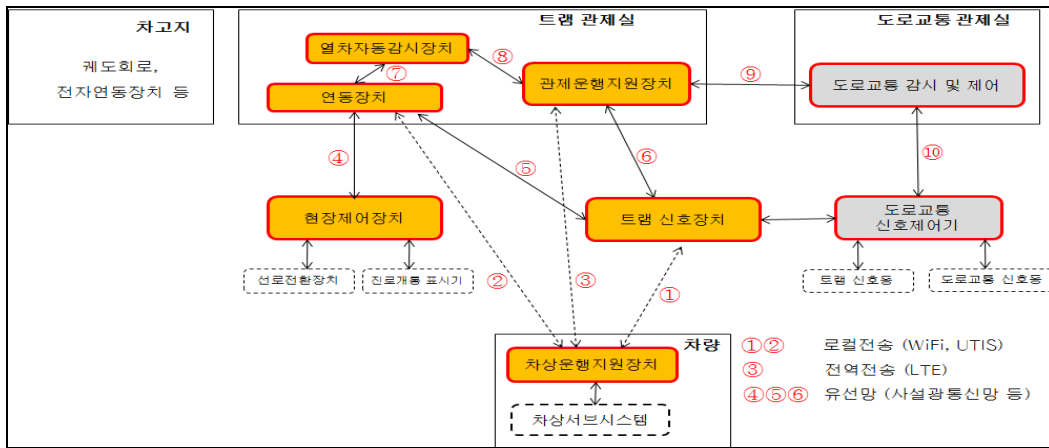 차고지
궤도회로,
전자연동장치 등
트램 관제실
열차자동감시장치
⑧
⑦
연동장치
관제운행지원장치
⑨
도로교통 관제실
도로교통 감시 및 제어
④
⑤
⑥
⑩
현장제어장치
트램 신호장치
도로교통
신호제어기
선로전환장치
진로개통 표시기
②
③
①
트램 신호동
도로교통 신호동
차량
차상운행지원장치
차상서브시스템
①② 로컬전송 (WiFi, UTIS)
③ 전역전송 (LTE)
④⑤⑥ 유선망 (사설광통신망 등)